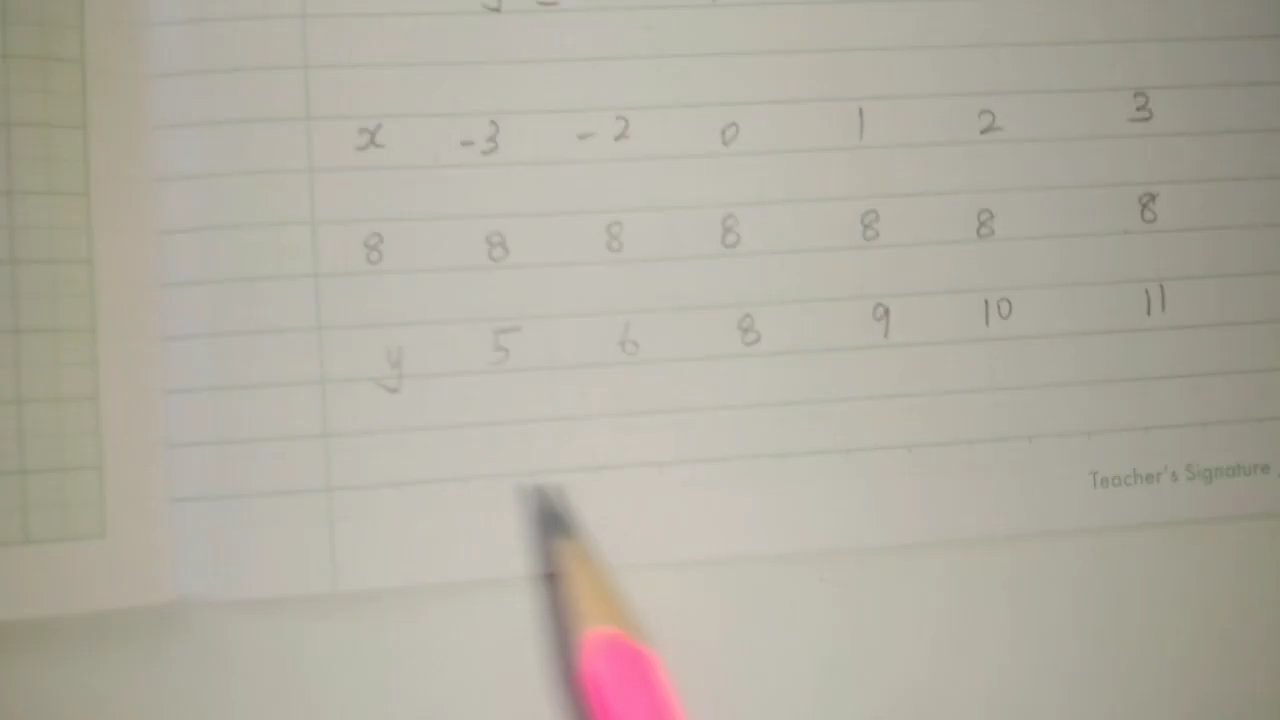 x -3 -2 0 1 2 3
8 8 8 8 8 8 8
y 5 6 8 9 10 11
Teacher's Signature